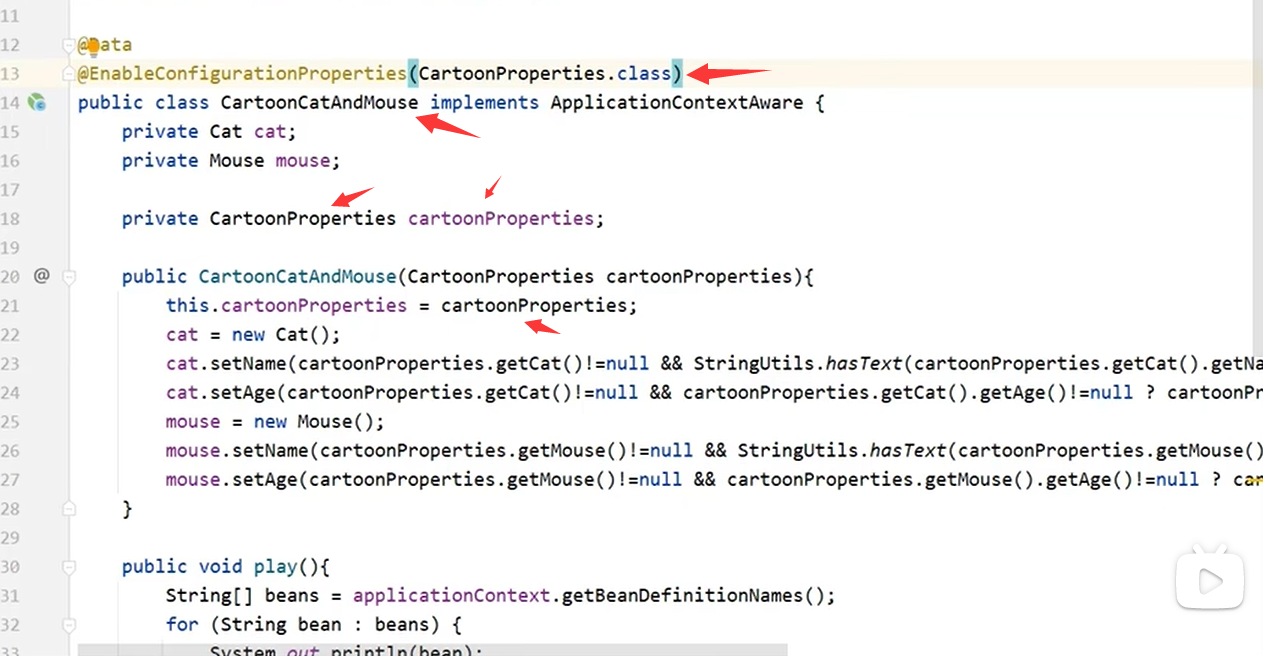 11
12 @Data
13 @EnableConfigurationProperties(CartoonProperties.class)
14 public class CartoonCatAndMouse implements ApplicationContextAware {
15 private Cat cat;
16 private Mouse mouse;
17
18 private CartoonProperties cartoonProperties;
19
20 @ public CartoonCatAndMouse(CartoonProperties cartoonProperties){
21 this.cartoonProperties = cartoonProperties;
22 cat = new Cat();
23 cat.setName(cartoonProperties.getCat()!=null && StringUtils.hasText(cartoonProperties.getCat().getNa
24 cat.setAge(cartoonProperties.getCat()!=null && cartoonProperties.getCat().getAge()!=null ? cartoonPr
25 mouse = new Mouse();
26 mouse.setName(cartoonProperties.getMouse()!=null && StringUtils.hasText(cartoonProperties.getMouse()
27 mouse.setAge(cartoonProperties.getMouse()!=null && cartoonProperties.getMouse().getAge()!=null ? car
28 }
29
30 public void play(){
31 String[] beans = applicationContext.getBeanDefinitionNames();
32 for (String bean : beans) {
33 System.out.println(bean);